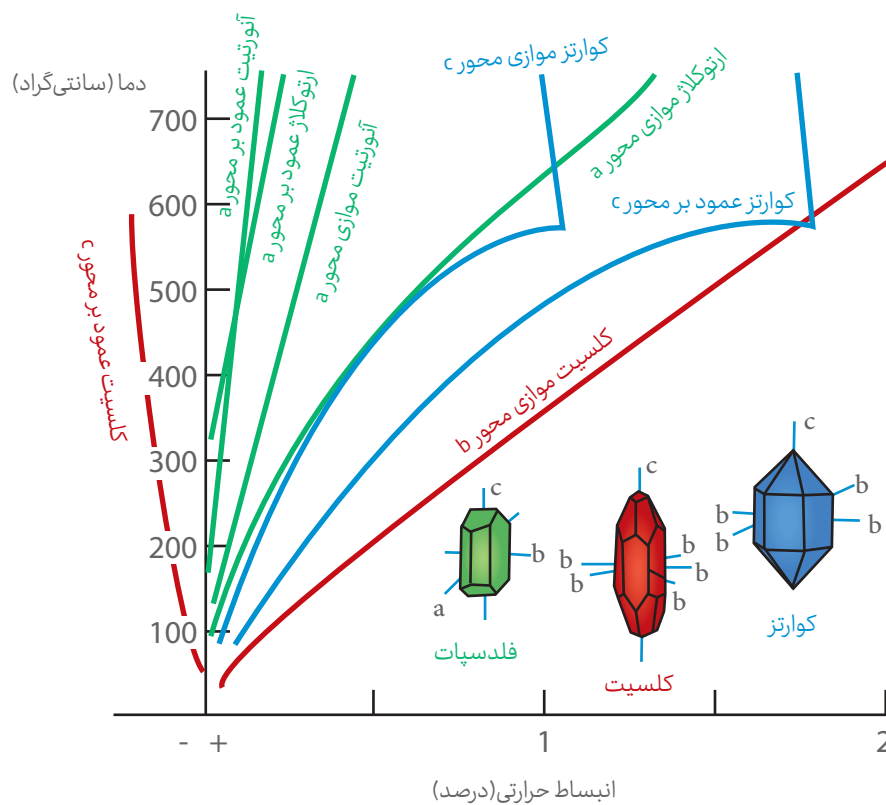 کوارتز موازی محور c
ارتوکلاژ موازی محور a
آنورتیت عمود بر محور a
ارتوکلاژ عمود بر محور a
آنورتیت موازی محور a
دما (سانتی‌گراد)
700
600
500
400
300
200
100
کوارتز عمود بر محور c
کلسیت عمود بر محور c
کلسیت موازی محور b
c
b
a
فلدسپات
c
b
b
b
b
b
کلسیت
c
b
b
b
b
کوارتز
- +
1
2
انبساط حرارتی(درصد)